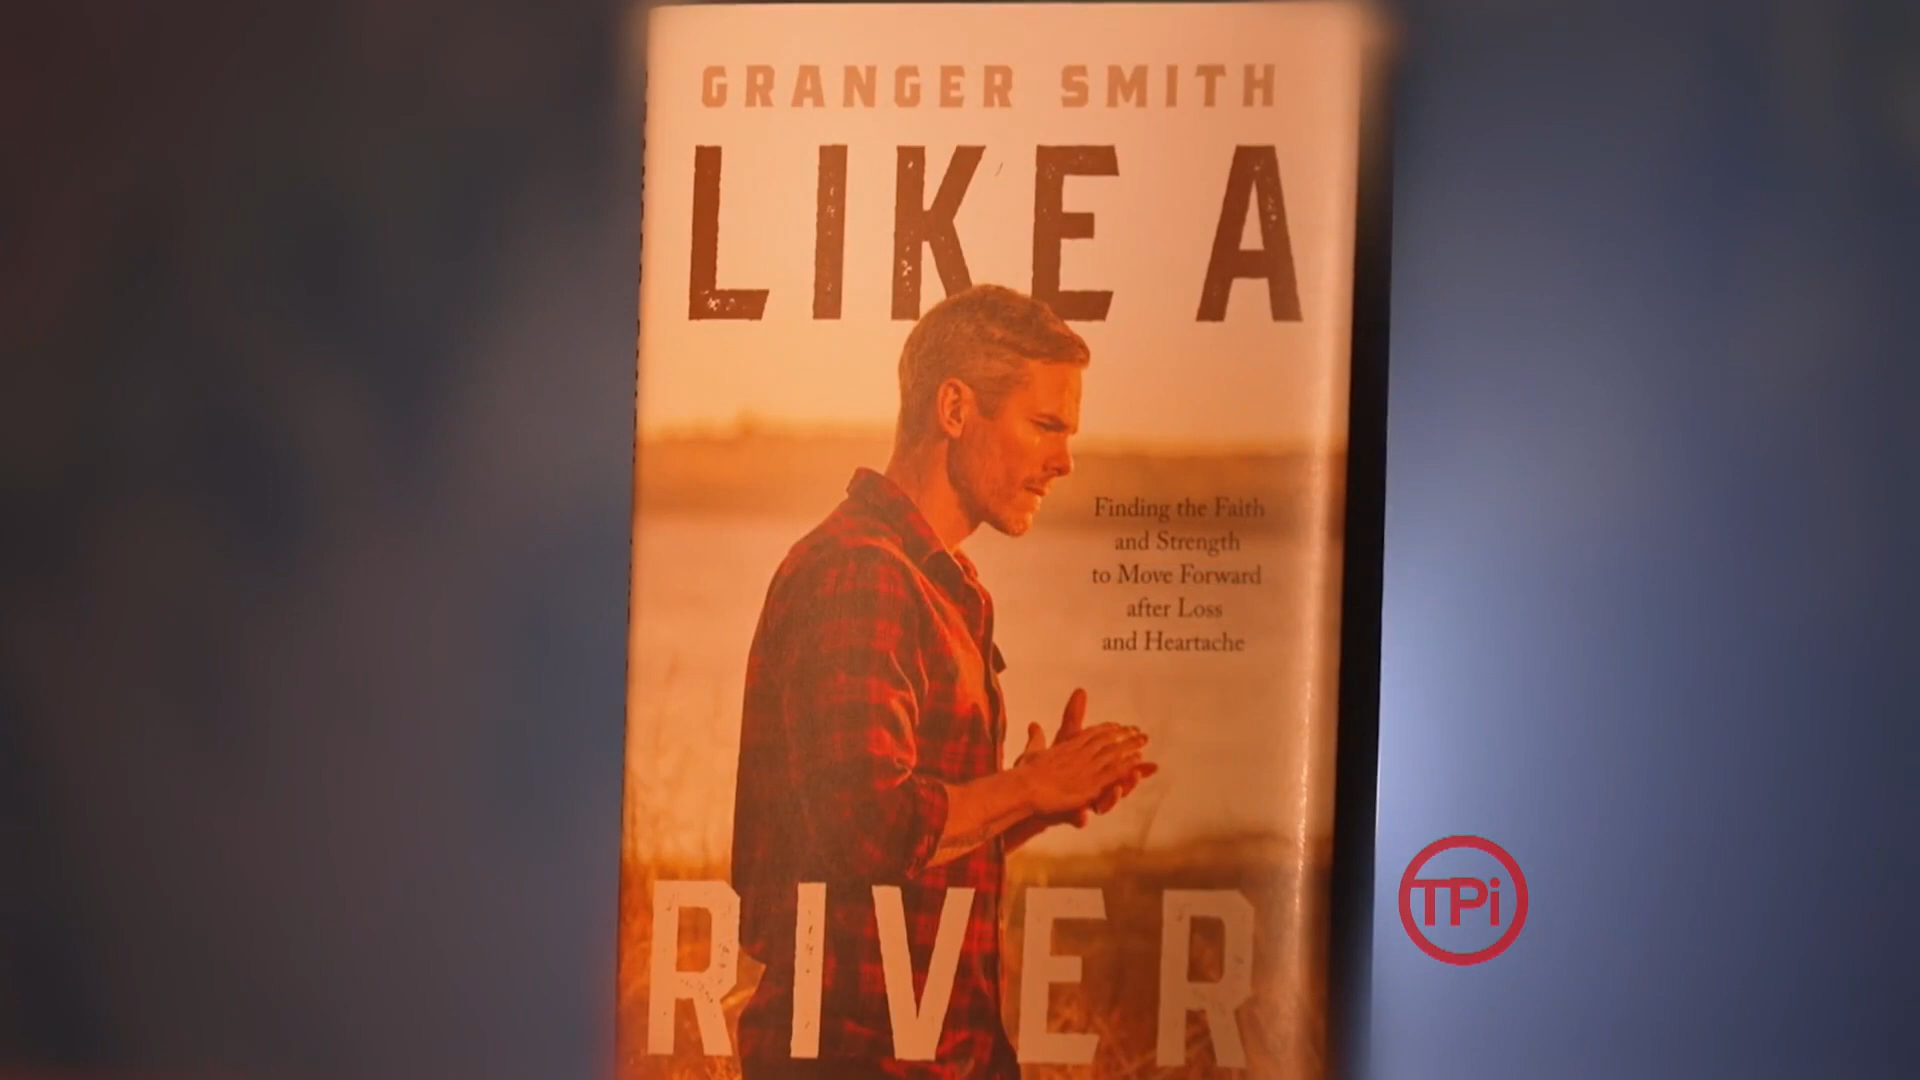 GRANGER SMITH
LIKE A
Finding the Faith
and Strength
to Move Forward
after Loss
and Heartache
RIVER
TPi